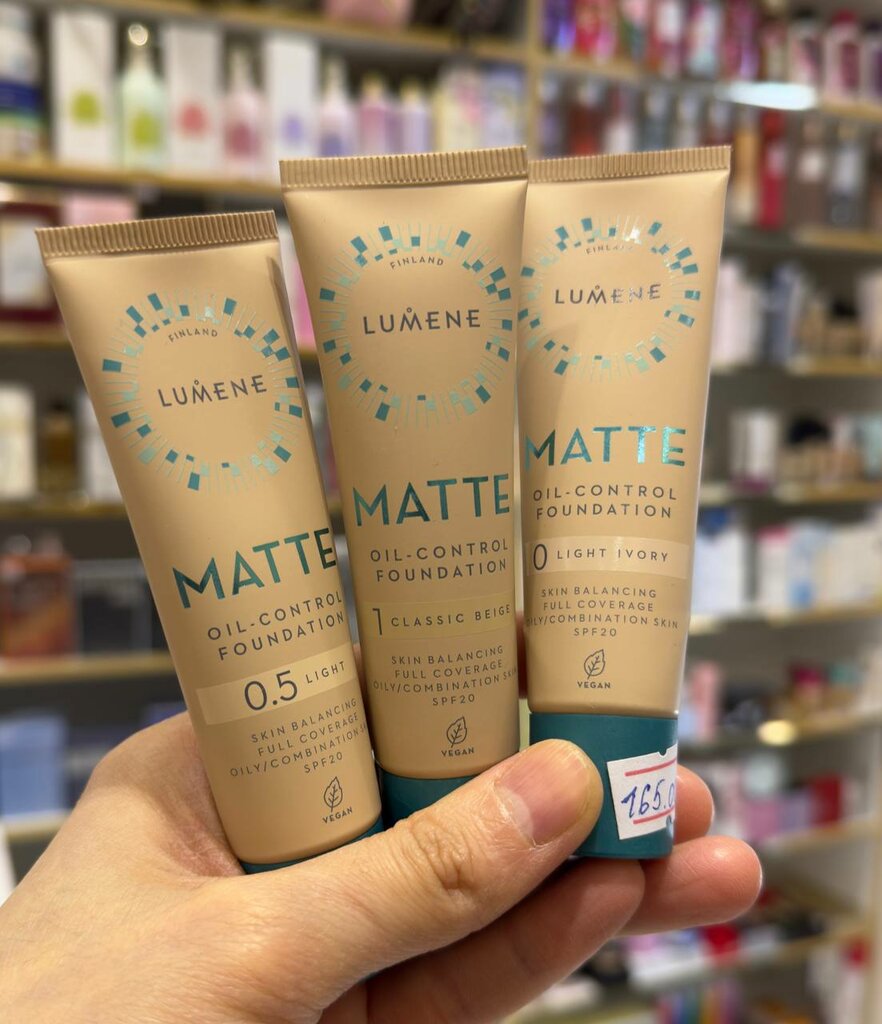 FINLAND
LUMENE
MATTE
OIL-CONTROL
FOUNDATION
0.5 LIGHT
SKIN BALANCING
FULL COVERAGE
OILY/COMBINATION
SPF20
VEGAN
FINLAND
LUMENE
MATTE
OIL-CONTROL
FOUNDATION
1 CLASSIC BEIGE
SKIN BALANCING
FULL COVERAGE
OILY/COMBINATION SKIN
SPF20
VEGAN
FINLAND
LUMENE
MATTE
OIL-CONTROL
FOUNDATION
0 LIGHT IVORY
SKIN BALANCING
FULL COVERAGE
OILY/COMBINATION SKIN
SPF20
VEGAN
165.0